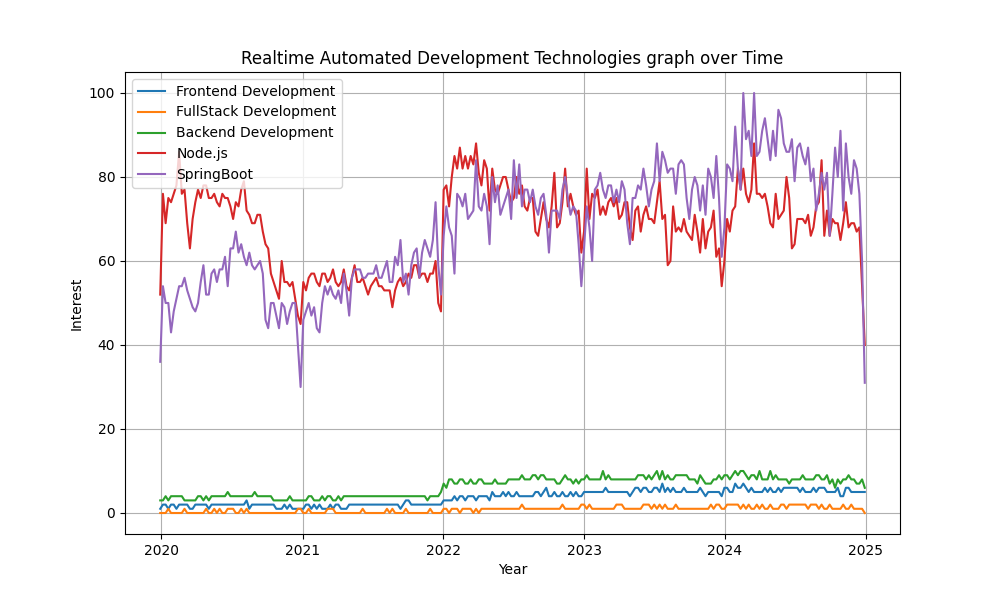 Realtime Automated Development Technologies graph over Time
Frontend Development
FullStack Development
Backend Development
Node.js
SpringBoot
100
80
60
40
20
0
Interest
2020 2021 2022 2023 2024 2025
Year